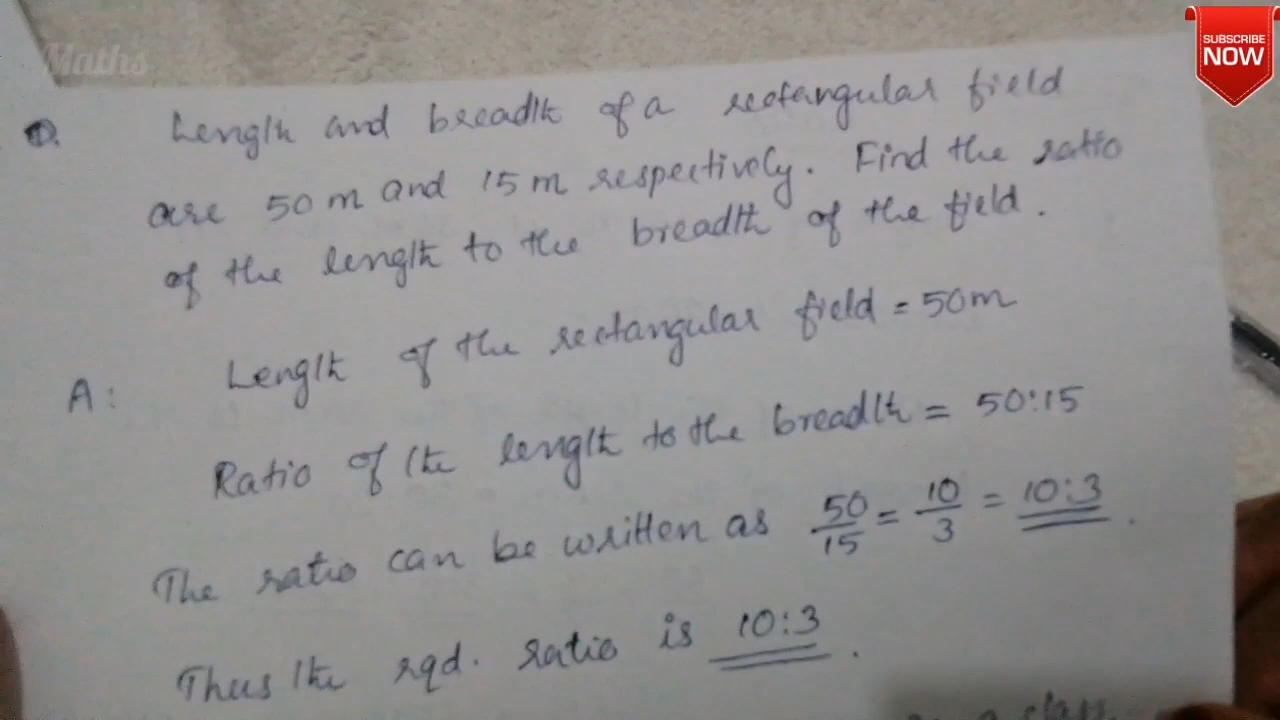 Maths
SUBSCRIBE
NOW
Q. Length and breadth of a rectangular field
are 50 m and 15 m respectively. Find the ratio
of the length to the breadth of the field.
A: Length of the rectangular field = 50m
Ratio of the length to the breadth = 50:15
The ratio can be written as 50/15 = 10/3 = 10:3.
Thus the rqd. ratio is 10:3.
a class